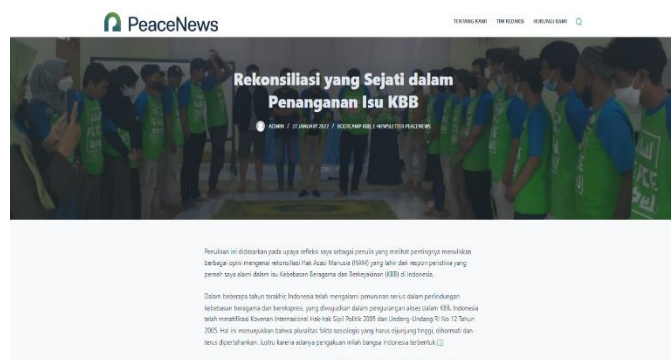 PeaceNews
TENTANG KAMI TIM REDAKSI HUBUNGI KAMI
Rekonsiliasi yang Sejati dalam
Penanganan Isu KBB
ADMIN / 27 JANUARY 2022 / BOOTCAMP KBB, E-NEWSLETTER PEACENEWS
Penulisan ini didasarkan pada upaya refleksi saya sebagai penulis yang melihat pentingnya menuliskan
berbagai opini mengenai rekonsiliasi Hak Asasi Manusia (HAM) yang lahir dari respon peristiwa yang
pernah saya alami dalam isu Kebebasan Beragama dan Berkeyakinan (KBB) di Indonesia.
Dalam beberapa tahun terakhir, Indonesia telah mengalami penurunan serius dalam perlindungan
kebebasan beragama dan berekspresi, yang diwujudkan dalam pengurangan akses dalam KBB. Indonesia
telah meratifikasi Kovenan Internasional Hak-hak Sipil Politik 2005 dan Undang-Undang RI No 12 Tahun
2005. Hal ini menunjukkan bahwa pluralitas fakta sosiologis yang harus dijunjung tinggi, dihormati dan
terus dipertahankan. Justru karena adanya pengakuan inilah bangsa Indonesia terbentuk.[1]